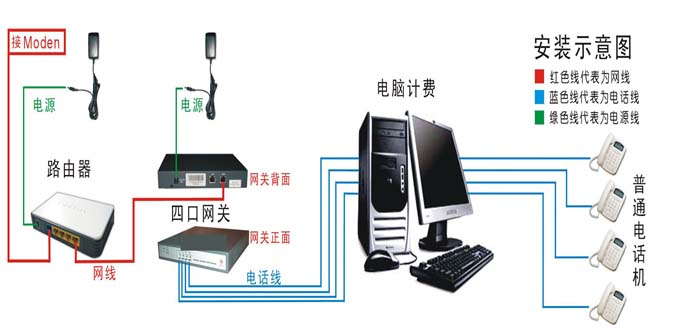 接Moden
电源
电源
路由器
网线
网关背面
四口网关
网关正面
电话线
电脑计费
安装示意图
红色线代表为网线
蓝色线代表为电话线
绿色线代表为电源线
普通电话机